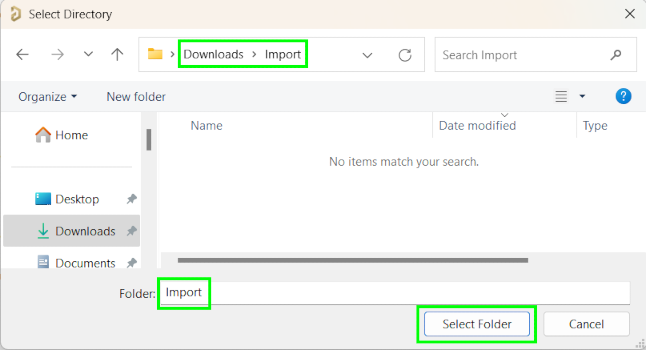 Select Directory
Downloads > Import
Search Import
Organize
New folder
?
Name
Date modified
Type
Home
No items match your search.
Desktop
Downloads
Documents
Folder:
Import
Select Folder
Cancel